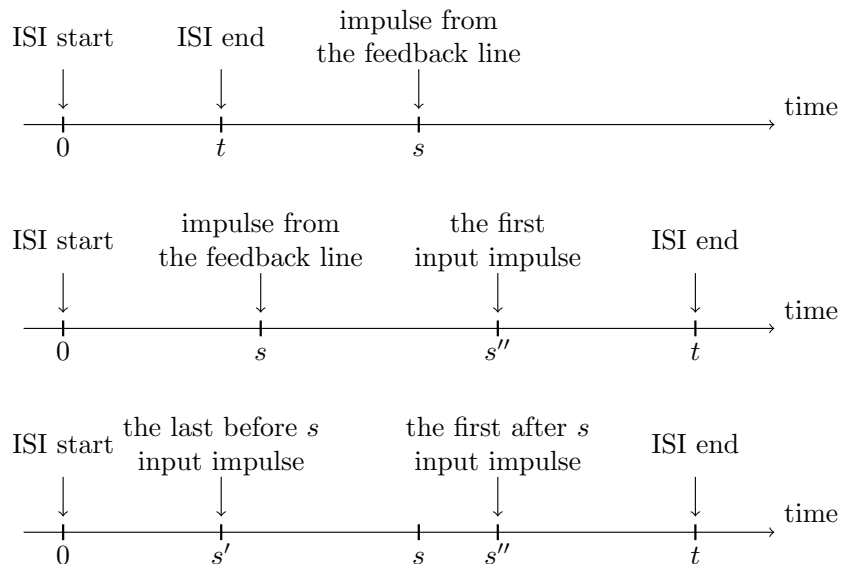 impulse from
ISI start ISI end the feedback line
time
0 t s
impulse from the first
ISI start the feedback line input impulse ISI end
time
0 s s′′ t
the last before s the first after s
ISI start input impulse input impulse ISI end
time
0 s′ s s′′ t